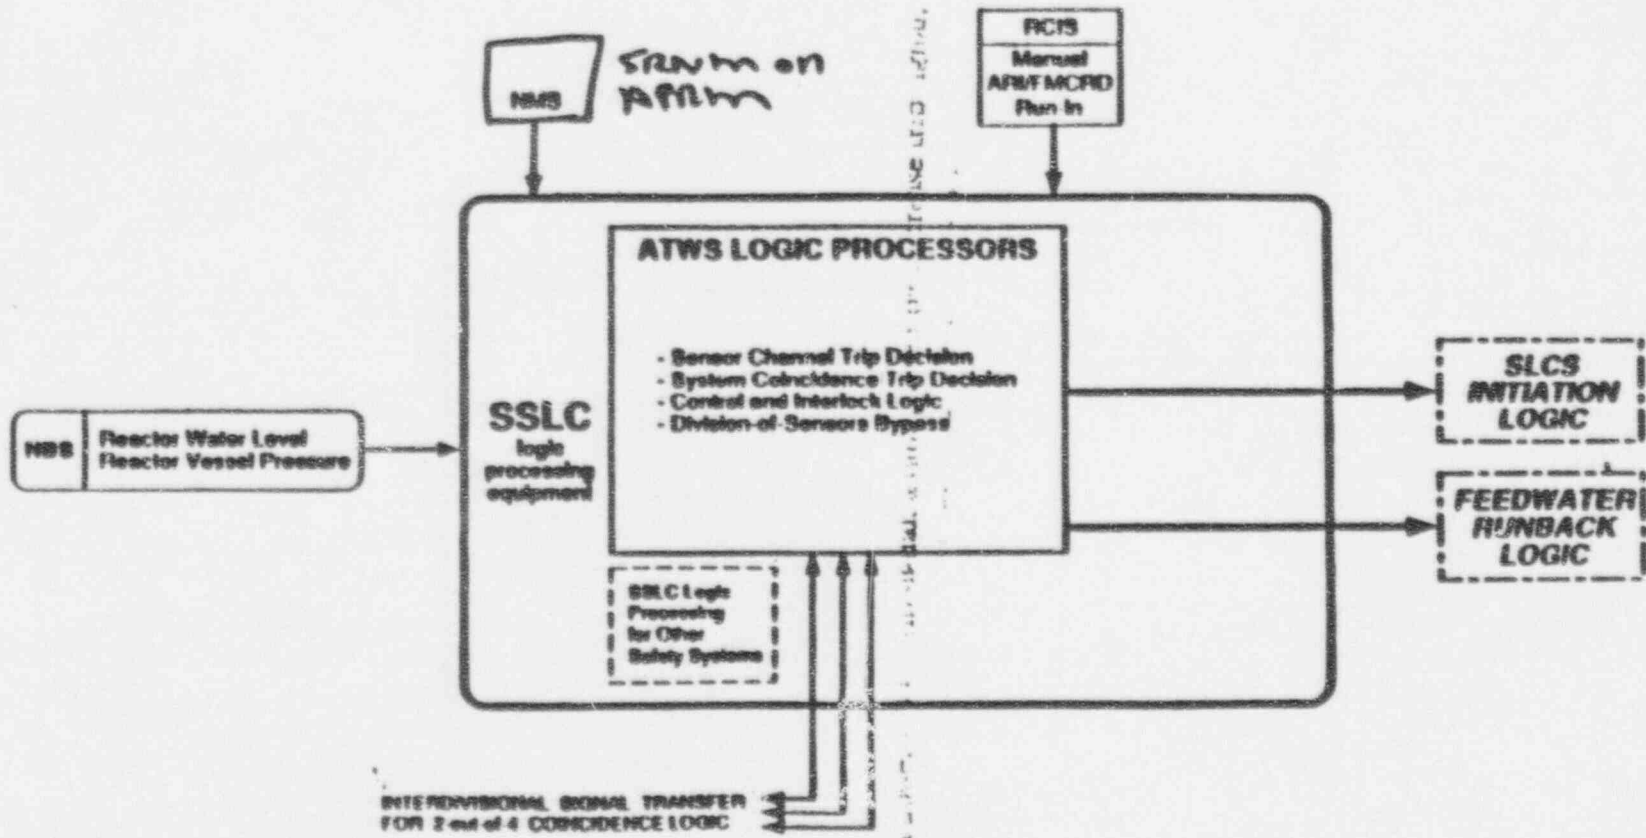 NMS
SRNM on
APRM
RCIS
Manual
ARI/FMCRD
Run-In
ATWS LOGIC PROCESSORS
- Sensor Channel Trip Decision
- System Coincidence Trip Decision
- Control and Interlock Logic
- Division-of-Sensors Bypass
SSLC
logic
processing
equipment
NBS
Reactor Water Level
Reactor Vessel Pressure
SLCS
INITIATION
LOGIC
FEEDWATER
RUNBACK
LOGIC
SSLC Logic
Processing
for Other
Safety Systems
INTERDIVISIONAL SIGNAL TRANSFER
FOR 2 out of 4 COINCIDENCE LOGIC